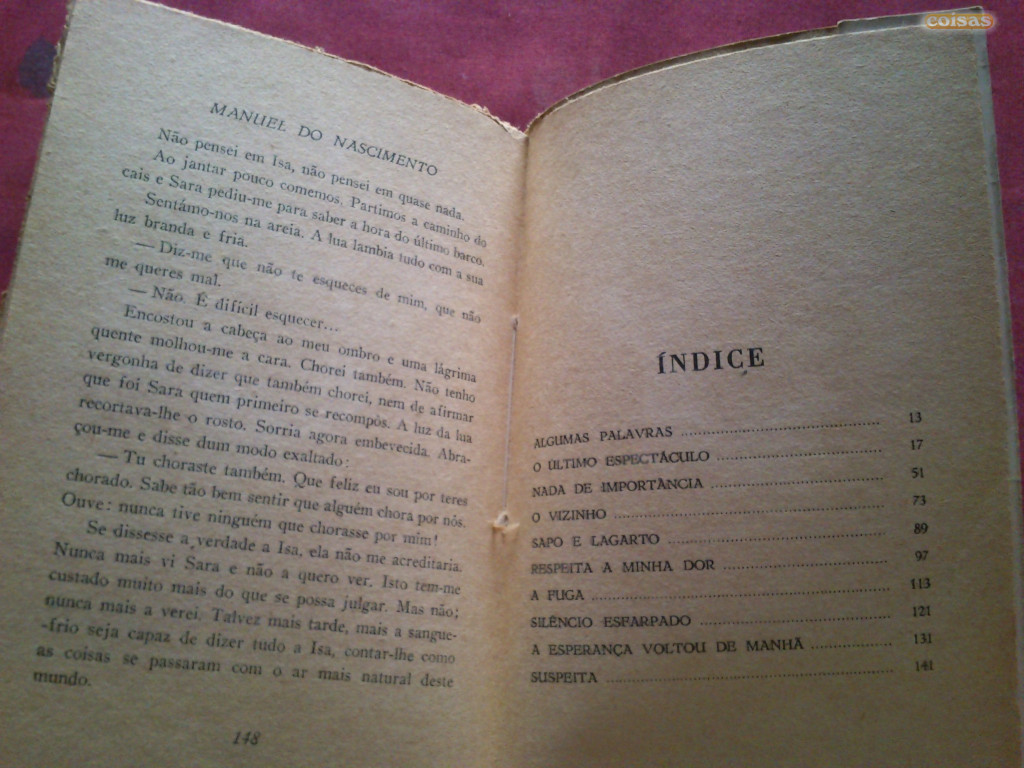 MANUEL DO NASCIMENTO
Não pensei em Isa, não pensei em quase nada.
Ao jantar pouco comemos. Partimos a caminho do
cais e Sara pediu-me para saber a hora do último barco.
Sentámo-nos na areia. A lua lambia tudo com a sua
luz branda e fria.
— Diz-me que não te esqueces de mim, que não
me queres mal.
— Não. É difícil esquecer...
Encostou a cabeça ao meu ombro e uma lágrima
quente molhou-me a cara. Chorei também. Não tenho
vergonha de dizer que também chorei, nem de afirmar
que foi Sara quem primeiro se recompôs. A luz da lua
recortava-lhe o rosto. Sorria agora embevecida. Abra-
çou-me e disse dum modo exaltado:
— Tu choraste também. Que feliz eu sou por teres
chorado. Sabe tão bem sentir que alguém chora por nós.
Ouve: nunca tive ninguém que chorasse por mim!
Se dissesse a verdade a Isa, ela não me acreditaria.
Nunca mais vi Sara e não a quero ver. Isto tem-me
custado muito mais do que se possa julgar. Mas não;
nunca mais a verei. Talvez mais tarde, mais a sangue-
-frio seja capaz de dizer tudo a Isa, contar-lhe como
as coisas se passaram com o ar mais natural deste
mundo.
148
ÍNDICE
ALGUMAS PALAVRAS 13
O ÚLTIMO ESPECTÁCULO 17
NADA DE IMPORTÂNCIA 51
O VIZINHO 73
SAPO E LAGARTO 89
RESPEITA A MINHA DOR 97
A FUGA 113
SILÊNCIO ESFARPADO 121
A ESPERANÇA VOLTOU DE MANHÃ 131
SUSPEITA 141
coisas